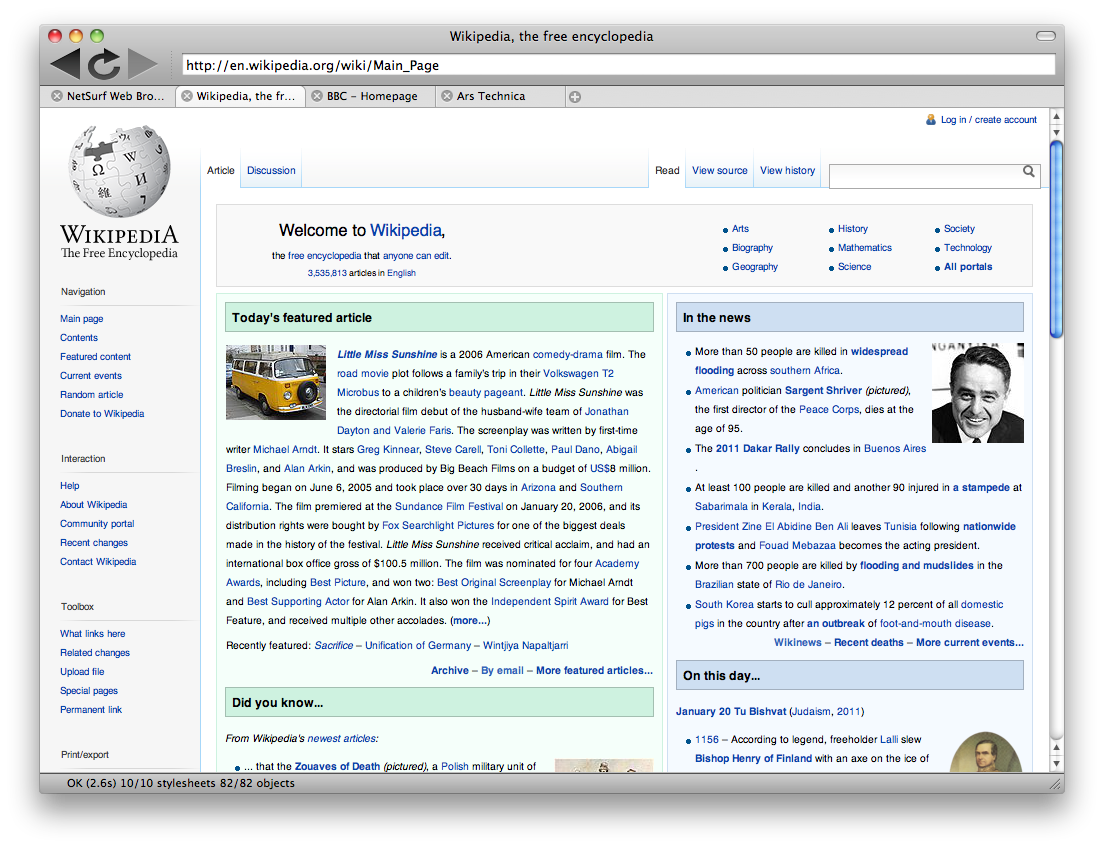 Wikipedia, the free encyclopedia
http://en.wikipedia.org/wiki/Main_Page
NetSurf Web Bro...
Wikipedia, the fr...
BBC - Homepage
Ars Technica
Log in / create account
WIKIPEDIA
The Free Encyclopedia
Navigation
Main page
Contents
Featured content
Current events
Random article
Donate to Wikipedia
Interaction
Help
About Wikipedia
Community portal
Recent changes
Contact Wikipedia
Toolbox
What links here
Related changes
Upload file
Special pages
Permanent link
Print/export
Article
Discussion
Read
View source
View history
Welcome to Wikipedia,
the free encyclopedia that anyone can edit.
3,535,813 articles in English
Arts
Biography
Geography
History
Mathematics
Science
Society
Technology
All portals
Today's featured article
Little Miss Sunshine is a 2006 American comedy-drama film. The
road movie plot follows a family's trip in their Volkswagen T2
Microbus to a children's beauty pageant. Little Miss Sunshine was
the directorial film debut of the husband-wife team of Jonathan
Dayton and Valerie Faris. The screenplay was written by first-time
writer Michael Arndt. It stars Greg Kinnear, Steve Carell, Toni Collette, Paul Dano, Abigail
Breslin, and Alan Arkin, and was produced by Big Beach Films on a budget of US$8 million.
Filming began on June 6, 2005 and took place over 30 days in Arizona and Southern
California. The film premiered at the Sundance Film Festival on January 20, 2006, and its
distribution rights were bought by Fox Searchlight Pictures for one of the biggest deals
made in the history of the festival. Little Miss Sunshine received critical acclaim, and had an
international box office gross of $100.5 million. The film was nominated for four Academy
Awards, including Best Picture, and won two: Best Original Screenplay for Michael Arndt
and Best Supporting Actor for Alan Arkin. It also won the Independent Spirit Award for Best
Feature, and received multiple other accolades. (more...)
Recently featured: Sacrifice – Unification of Germany – Wintjiya Napaltjarri
Archive – By email – More featured articles...
Did you know...
From Wikipedia's newest articles:
... that the Zouaves of Death (pictured), a Polish military unit of
In the news
More than 50 people are killed in widespread
flooding across southern Africa.
American politician Sargent Shriver (pictured),
the first director of the Peace Corps, dies at the
age of 95.
The 2011 Dakar Rally concludes in Buenos Aires
.
At least 100 people are killed and another 90 injured in a stampede at
Sabarimala in Kerala, India.
President Zine El Abidine Ben Ali leaves Tunisia following nationwide
protests and Fouad Mebazaa becomes the acting president.
More than 700 people are killed by flooding and mudslides in the
Brazilian state of Rio de Janeiro.
South Korea starts to cull approximately 12 percent of all domestic
pigs in the country after an outbreak of foot-and-mouth disease.
Wikinews – Recent deaths – More current events...
On this day...
January 20 Tu Bishvat (Judaism, 2011)
1156 – According to legend, freeholder Lalli slew
Bishop Henry of Finland with an axe on the ice of
OK (2.6s) 10/10 stylesheets 82/82 objects